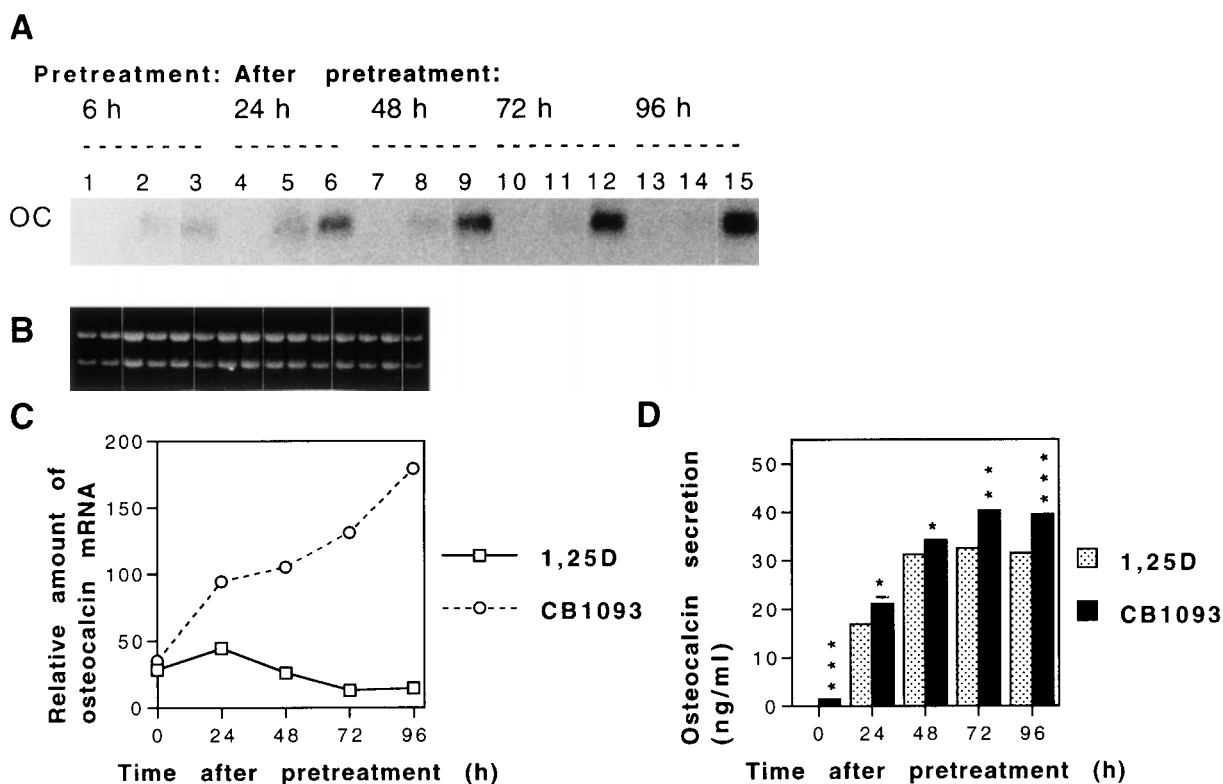 A
Pretreatment: After pretreatment:
6 h 24 h 48 h 72 h 96 h
1 2 3 4 5 6 7 8 9 10 11 12 13 14 15
OC
B
C
Relative amount of
osteocalcin mRNA
200
150
100
50
0
0 24 48 72 96
Time after pretreatment (h)
1,25D
CB1093
D
Osteocalcin secretion
(ng/ml)
50
40
30
20
10
0
* * *
*
*
* *
* * *
0 24 48 72 96
Time after pretreatment (h)
1,25D
CB1093